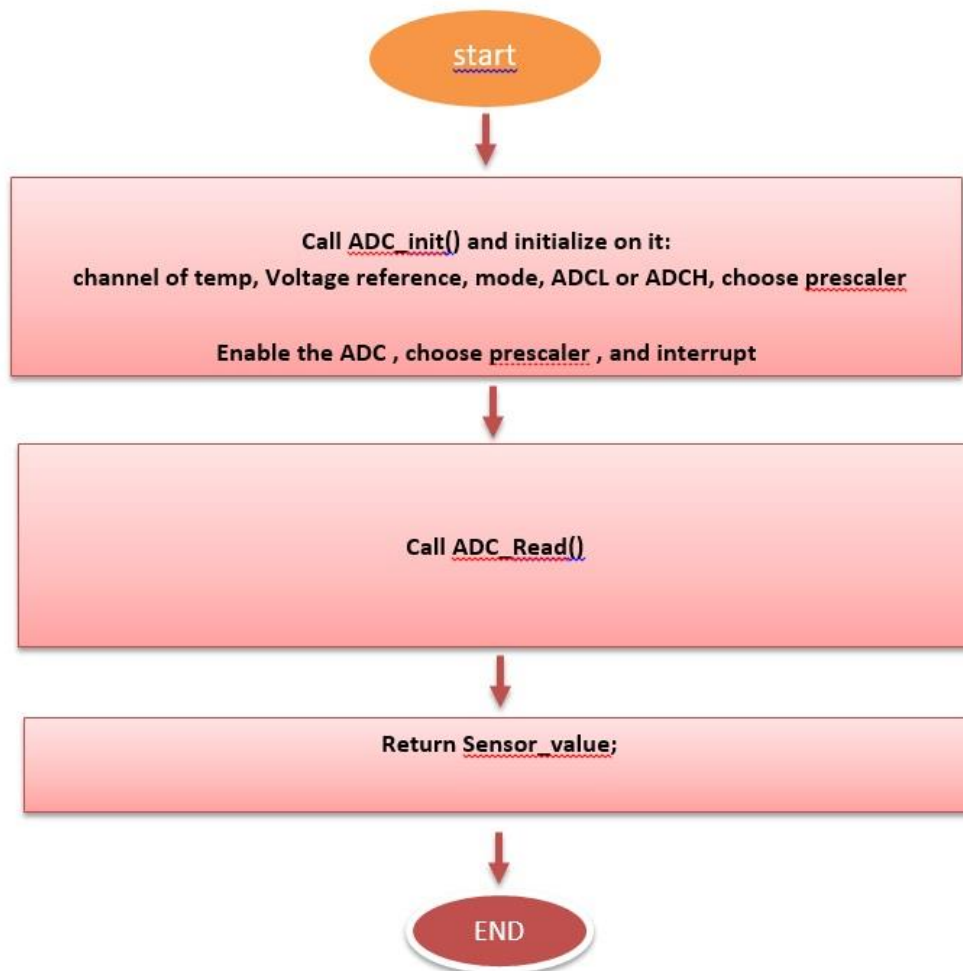 start
Call ADC_init() and initialize on it:
channel of temp, Voltage reference, mode, ADCL or ADCH, choose prescaler
Enable the ADC , choose prescaler , and interrupt
Call ADC_Read()
Return Sensor_value;
END